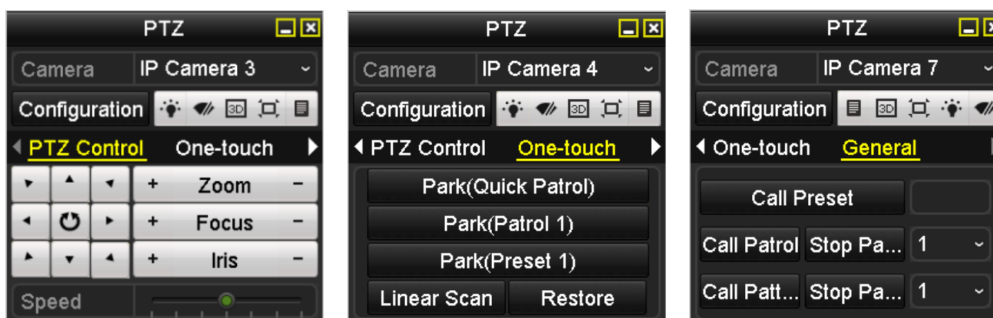 PTZ
Camera IP Camera 3
Configuration 3D
PTZ Control One-touch
+ Zoom -
+ Focus -
+ Iris -
Speed
PTZ
Camera IP Camera 4
Configuration 3D
PTZ Control One-touch
Park(Quick Patrol)
Park(Patrol 1)
Park(Preset 1)
Linear Scan Restore
PTZ
Camera IP Camera 7
Configuration 3D
One-touch General
Call Preset
Call Patrol Stop Pa... 1
Call Patt... Stop Pa... 1